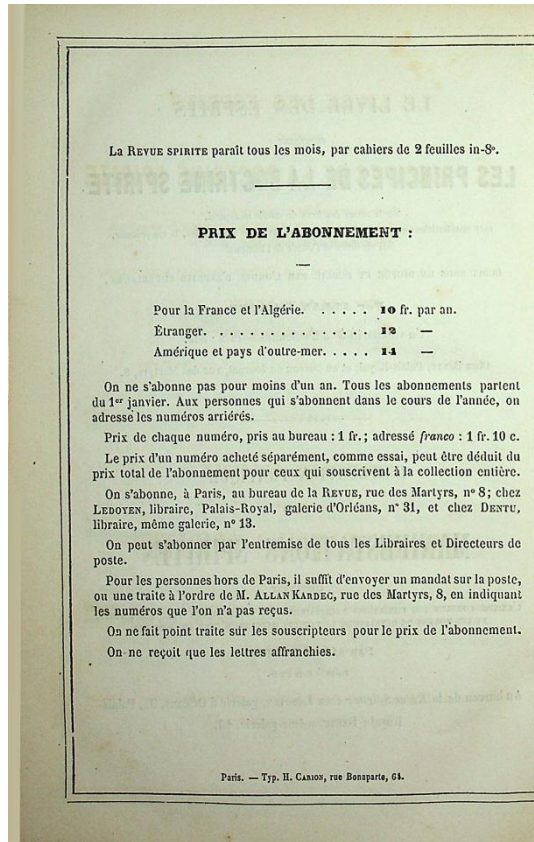 La REVUE SPIRITE paraît tous les mois, par cahiers de 2 feuilles in-8º.
PRIX DE L'ABONNEMENT :
Pour la France et l'Algérie. . . . . . 10 fr. par an.
Étranger. . . . . . . . . . . . . . . 12 —
Amérique et pays d'outre-mer. . . . . 14 —
On ne s'abonne pas pour moins d'un an. Tous les abonnements partent
du 1er janvier. Aux personnes qui s'abonnent dans le cours de l'année, on
adresse les numéros arriérés.
Prix de chaque numéro, pris au bureau : 1 fr.; adressé franco : 1 fr. 10 c.
Le prix d'un numéro acheté séparément, comme essai, peut être déduit du
prix total de l'abonnement pour ceux qui souscrivent à la collection entière.
On s'abonne, à Paris, au bureau de la REVUE, rue des Martyrs, nº 8; chez
LEDOYEN, libraire, Palais-Royal, galerie d'Orléans, nº 31, et chez DENTU,
libraire, même galerie, nº 13.
On peut s'abonner par l'entremise de tous les Libraires et Directeurs de
poste.
Pour les personnes hors de Paris, il suffit d'envoyer un mandat sur la poste,
ou une traite à l'ordre de M. ALLAN KARDEC, rue des Martyrs, 8, en indiquant
les numéros que l'on n'a pas reçus.
On ne fait point traite sur les souscripteurs pour le prix de l'abonnement.
On ne reçoit que les lettres affranchies.
Paris. — Typ. H. CARION, rue Bonaparte, 64.